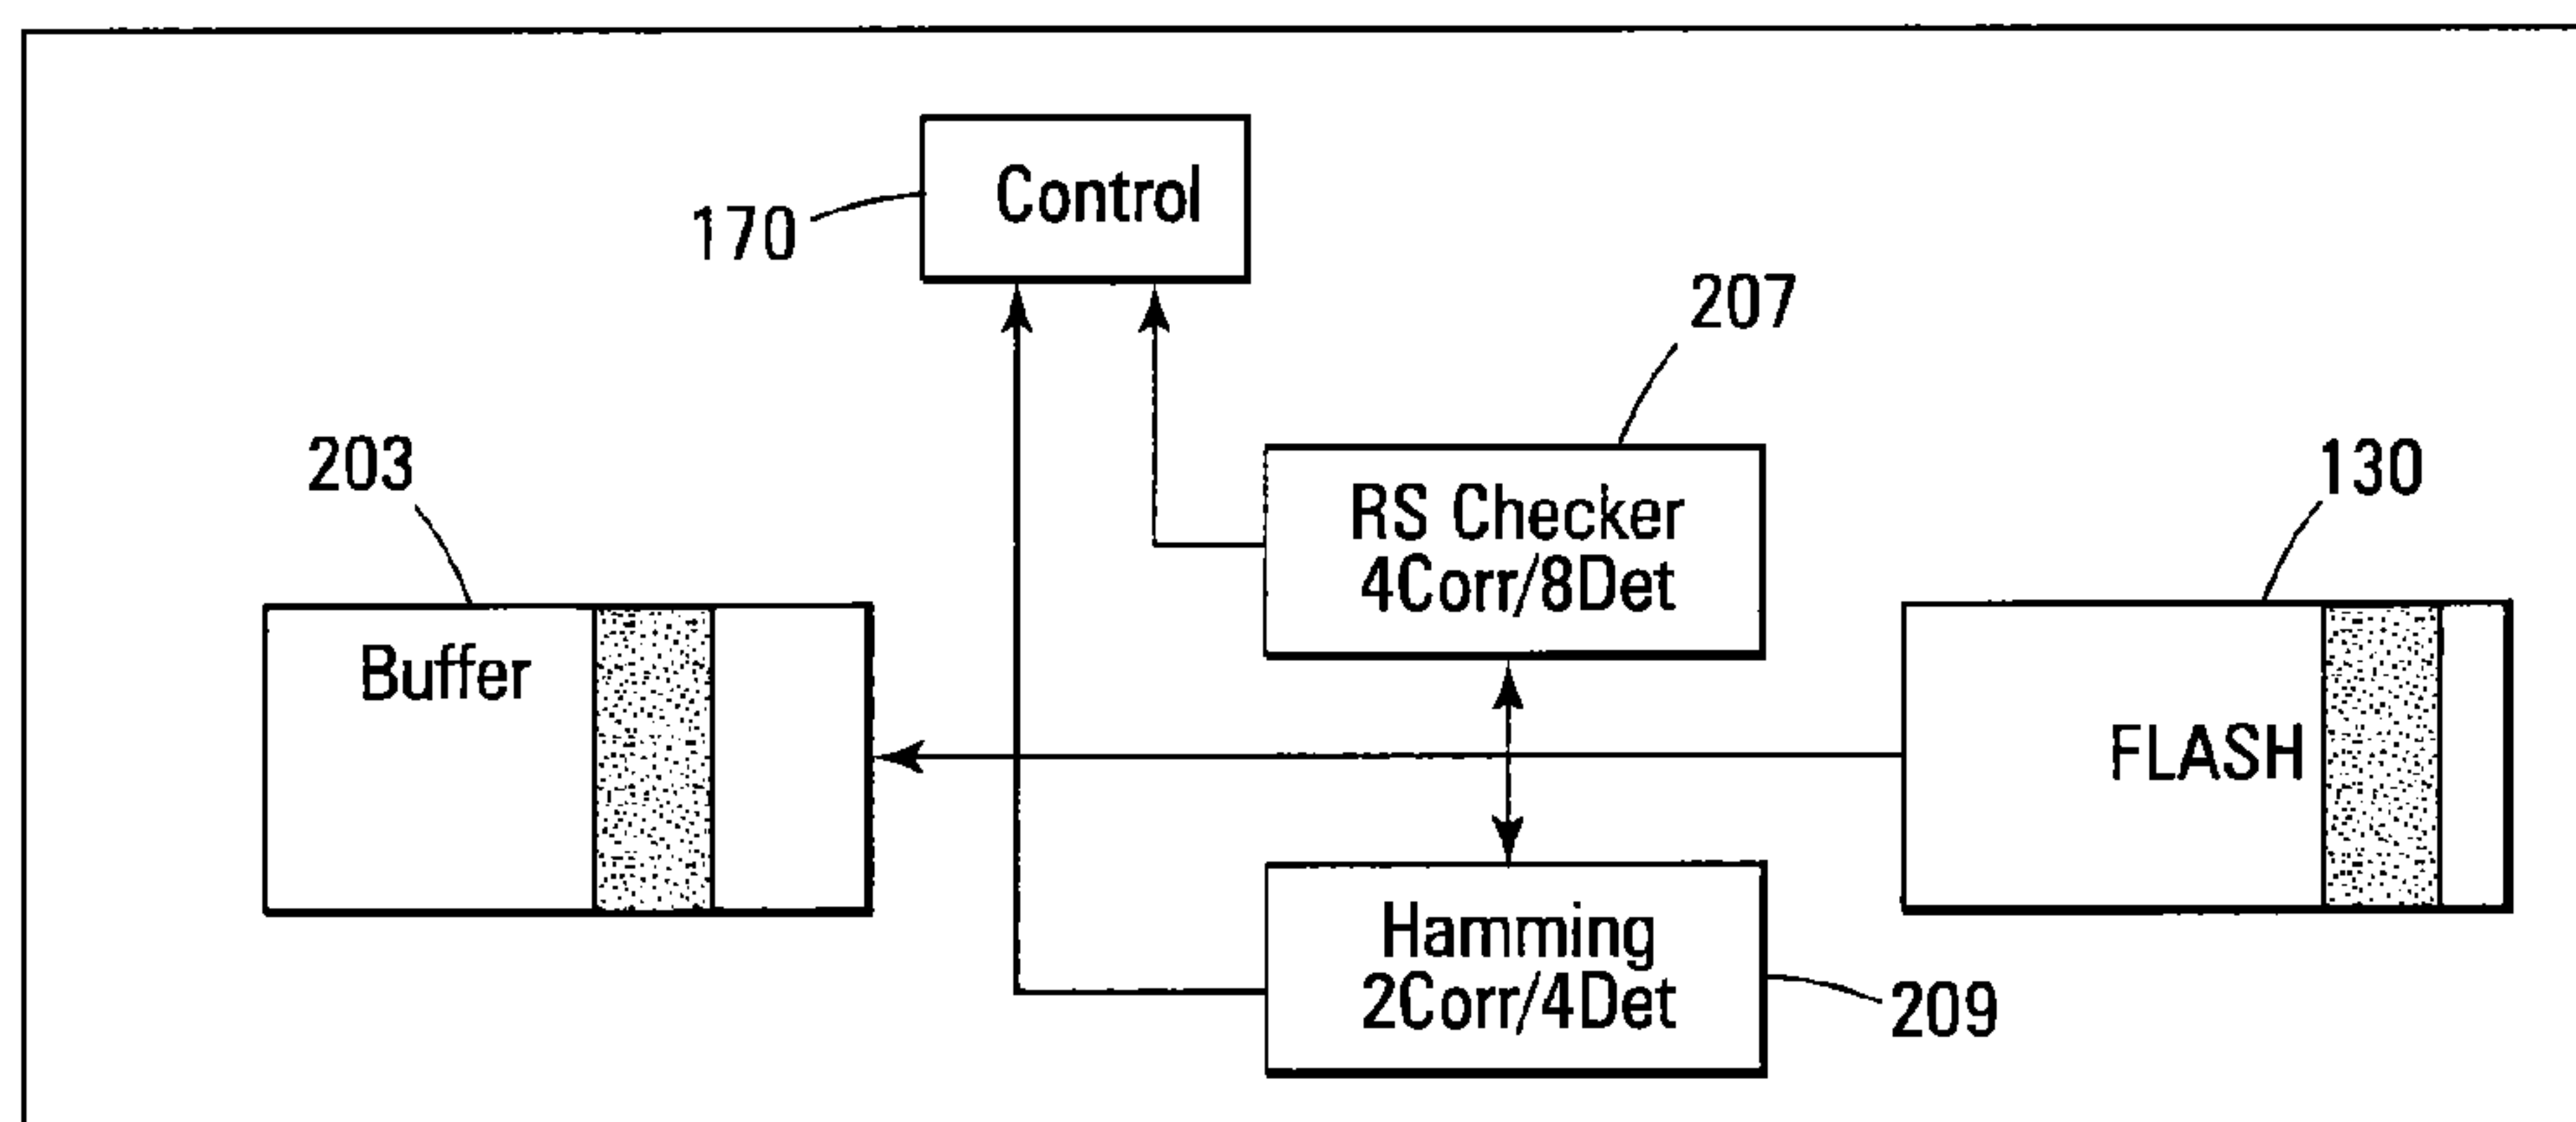 Control
170
207
RS Checker
4Corr/8Det
203
130
Buffer
FLASH
Hamming
2Corr/4Det
209